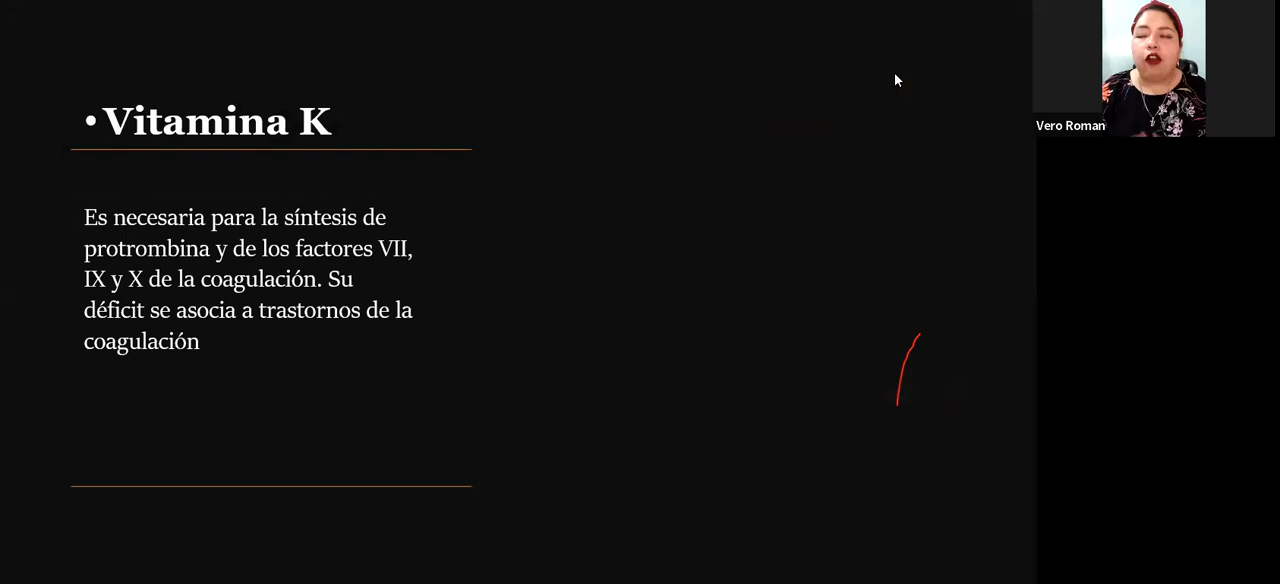 • Vitamina K
Es necesaria para la síntesis de
protrombina y de los factores VII,
IX y X de la coagulación. Su
déficit se asocia a trastornos de la
coagulación
Vero Roman